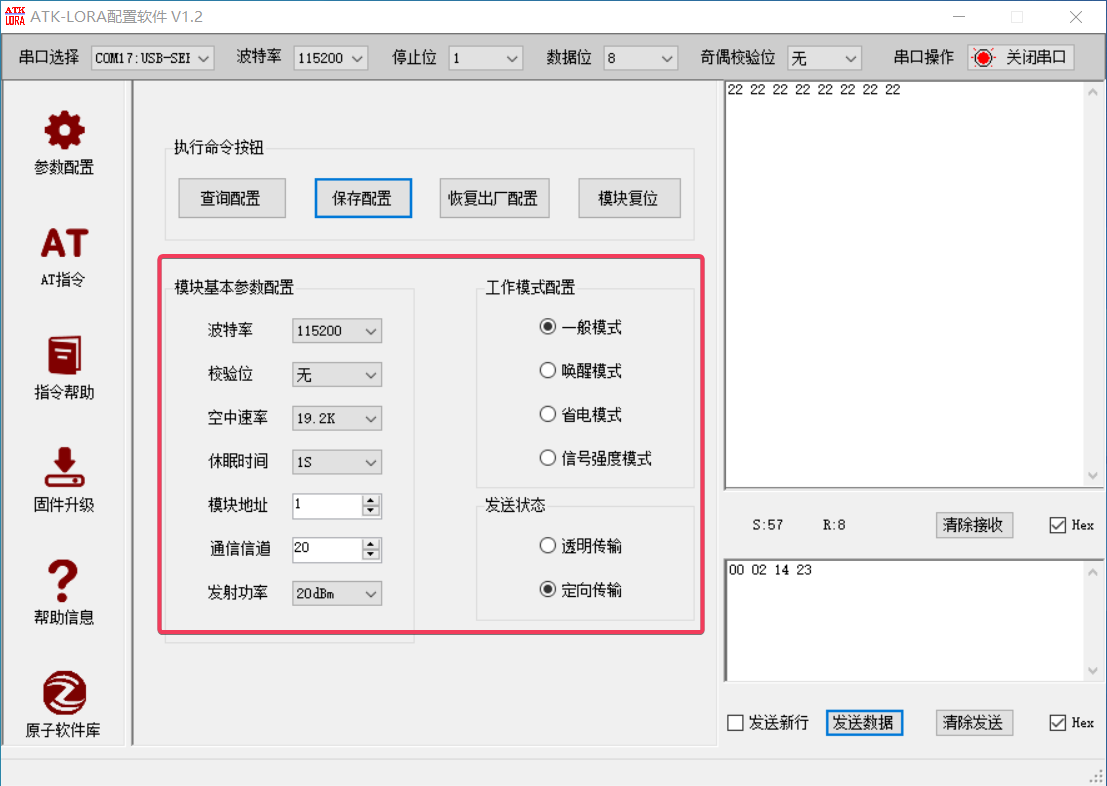 ATK LORA ATK-LORA配置软件 V1.2
串口选择 COM17:USB-SEI 波特率 115200 停止位 1 数据位 8 奇偶校验位 无 串口操作 关闭串口
参数配置
AT
AT指令
指令帮助
固件升级
帮助信息
原子软件库
执行命令按钮
查询配置 保存配置 恢复出厂配置 模块复位
模块基本参数配置
波特率 115200
校验位 无
空中速率 19.2K
休眠时间 1S
模块地址 1
通信信道 20
发射功率 20dBm
工作模式配置
一般模式
唤醒模式
省电模式
信号强度模式
发送状态
透明传输
定向传输
22 22 22 22 22 22 22 22
S:57 R:8 清除接收 Hex
00 02 14 23
发送新行 发送数据 清除发送 Hex